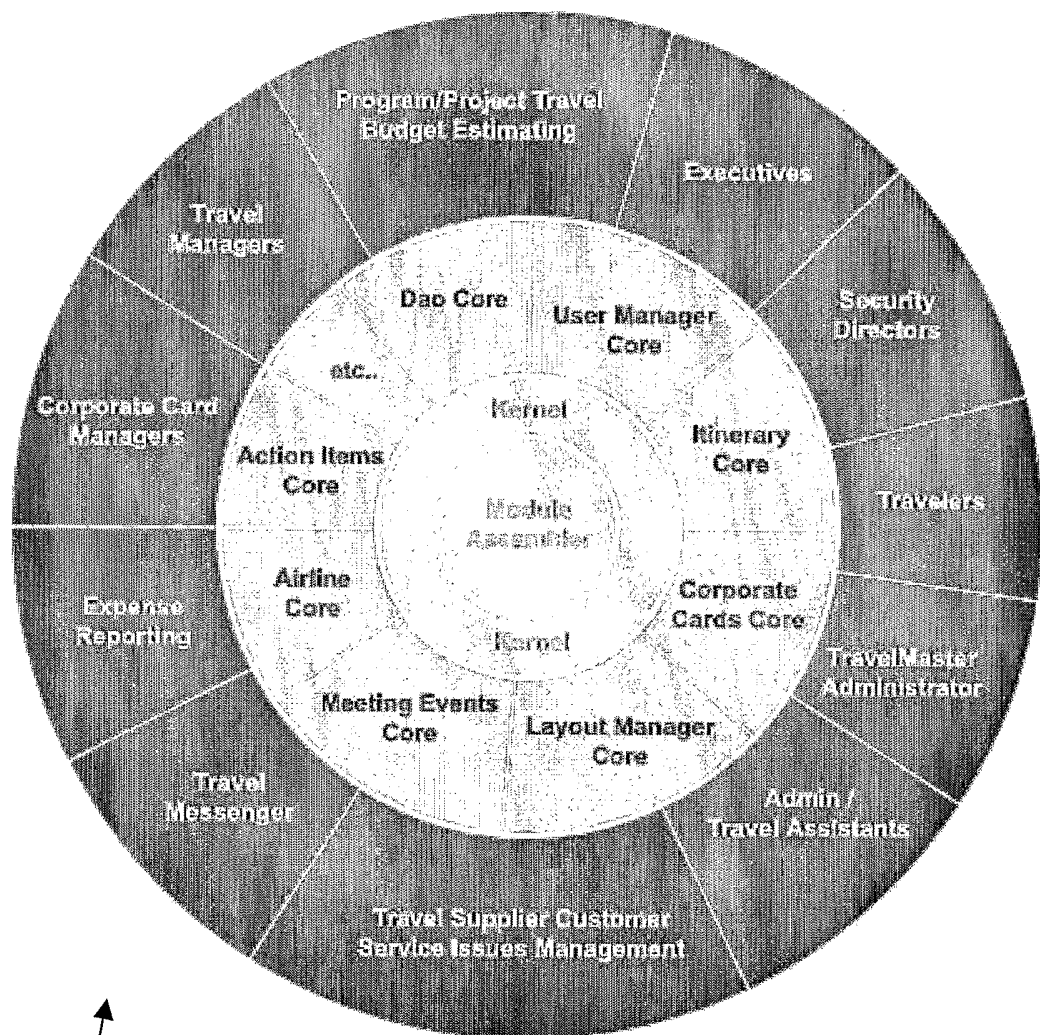 Program/Project Travel
Budget Estimating
Executives
Security
Directors
Travelers
TravelMaster
Administrator
Admin /
Travel Assistants
Travel Supplier Customer
Service Issues Management
Travel
Messenger
Expense
Reporting
Corporate Card
Managers
Travel
Managers
Dao Core
User Manager
Core
Itinerary
Core
Corporate
Cards Core
Layout Manager
Core
Meeting Events
Core
Airline
Core
Action Items
Core
etc..
Kernel
Module
Assembler
Kernel